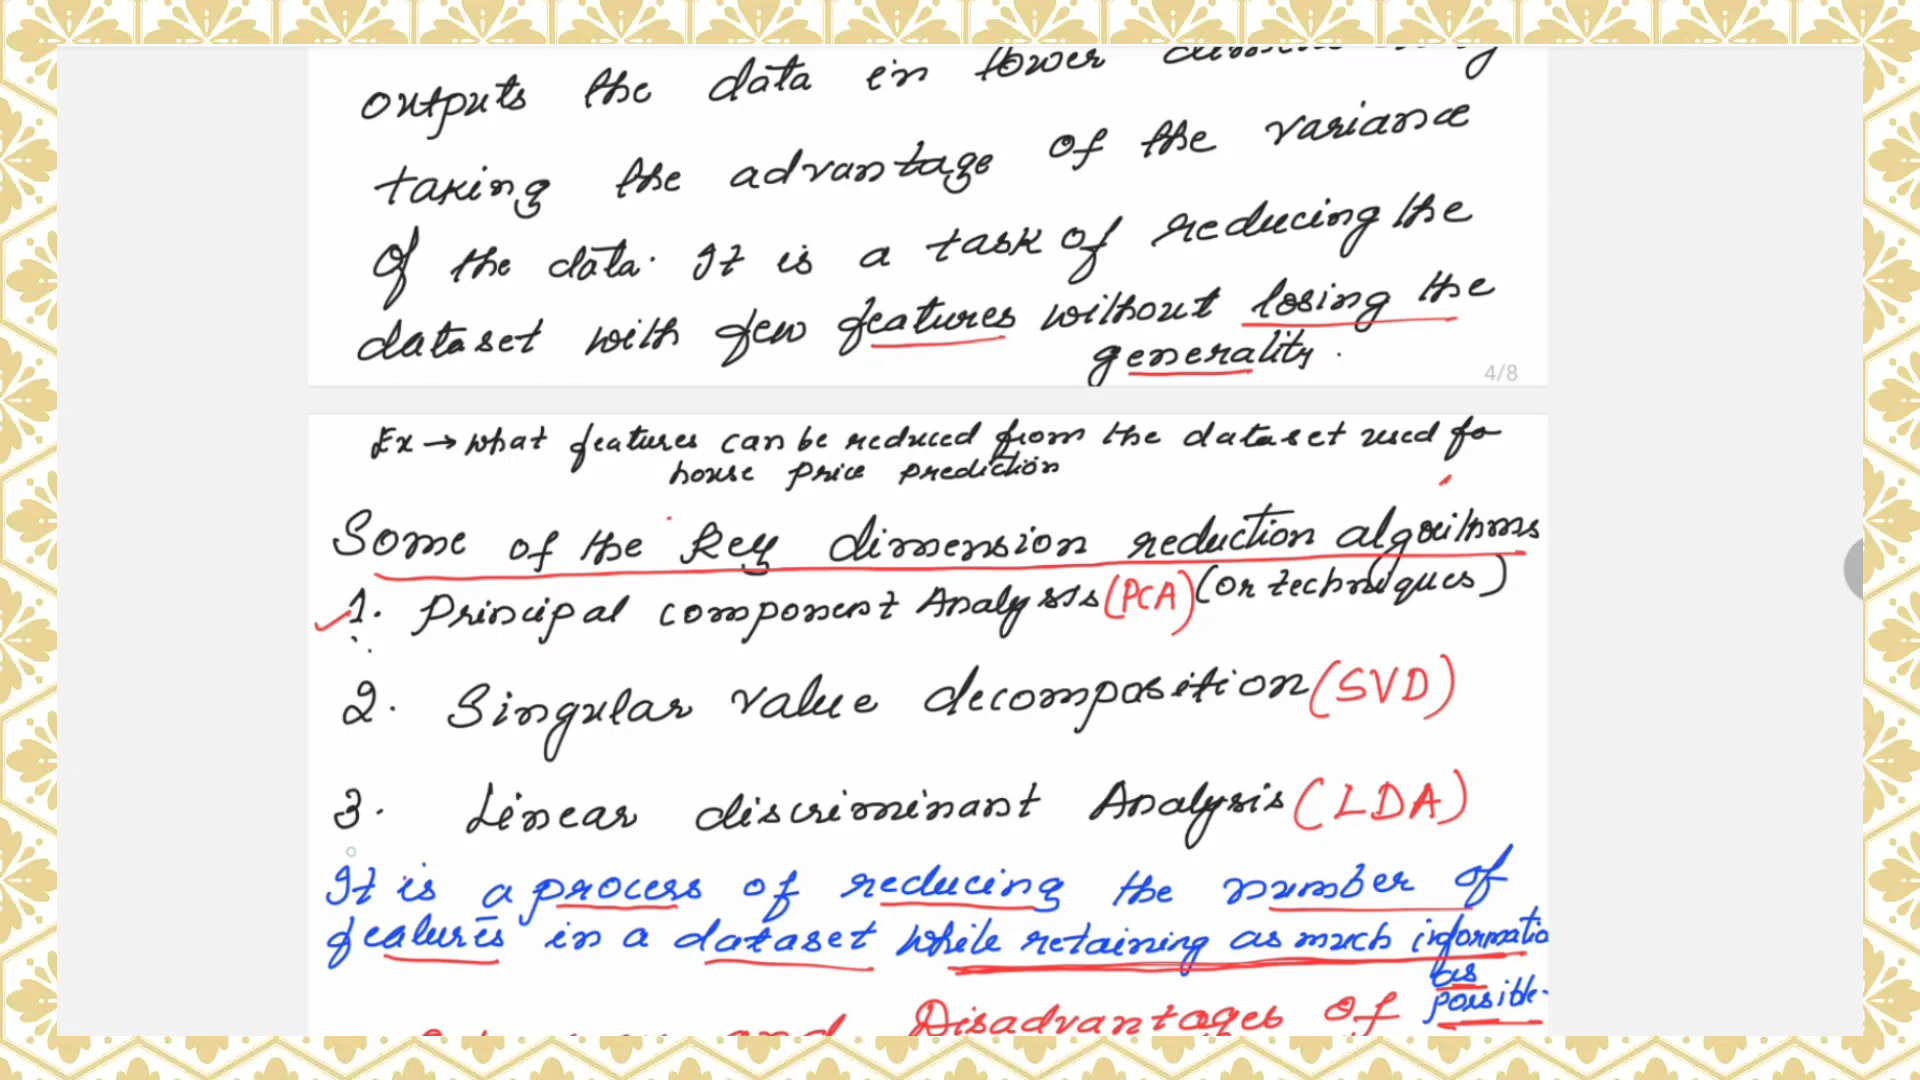 outputs the data in lower
taking the advantage of the variance
of the data. It is a task of reducing the
dataset with few features without losing the
generality.
4/8
Ex → what features can be reduced from the dataset used fo
house price prediction
Some of the key dimension reduction algorithms
1. Principal component Analysis (PCA) (or techniques)
2. Singular value decomposition (SVD)
3. Linear discriminant Analysis (LDA)
It is a process of reducing the number of
features in a dataset while retaining as much informatio
as
possible.
and Disadvantages of